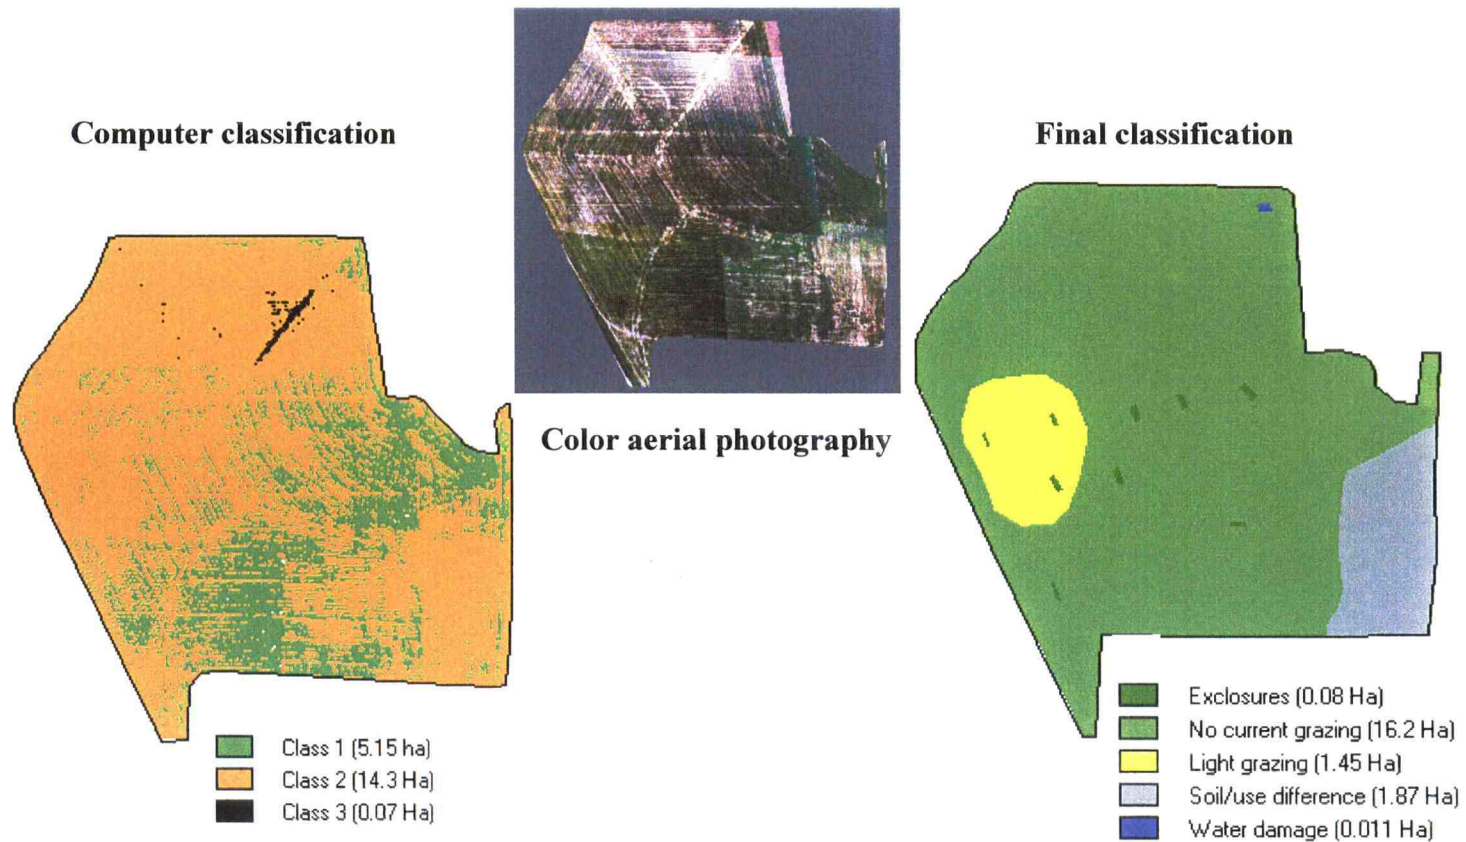 Computer classification
Final classification
Color aerial photography
Class 1 (5.15 ha)
Class 2 (14.3 Ha)
Class 3 (0.07 Ha)
Exclosures (0.08 Ha)
No current grazing (16.2 Ha)
Light grazing (1.45 Ha)
Soil/use difference (1.87 Ha)
Water damage (0.011 Ha)